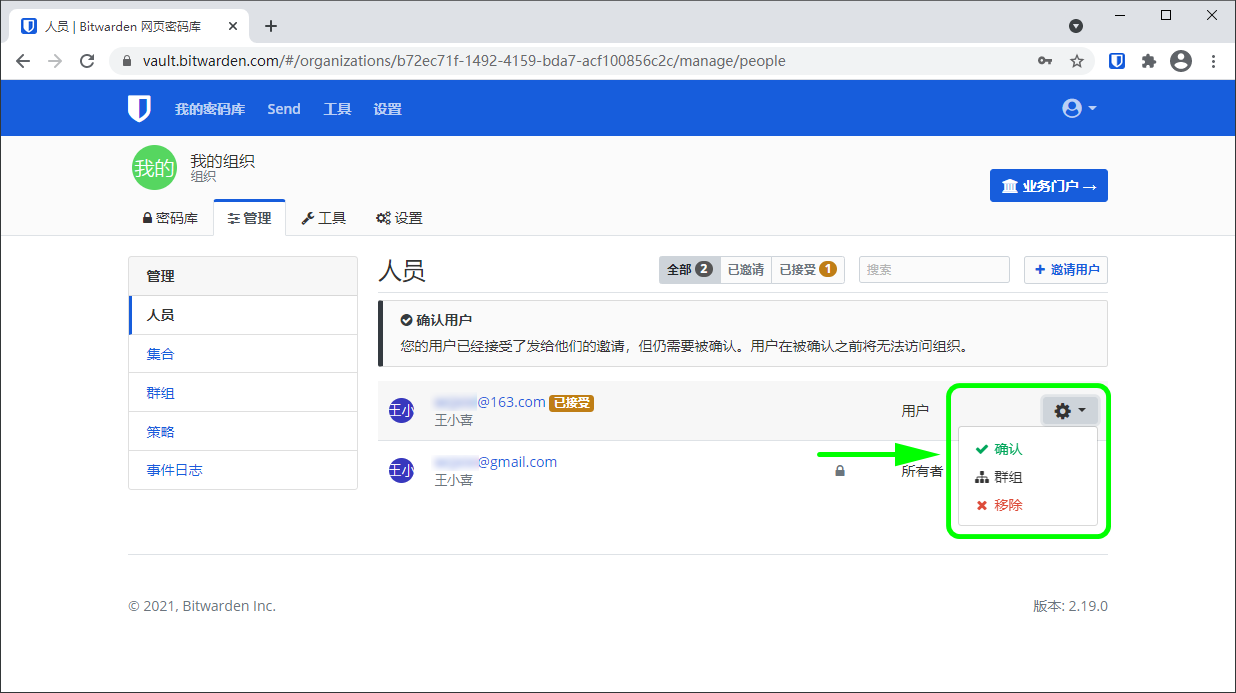 人员 | Bitwarden 网页密码库
vault.bitwarden.com/#/organizations/b72ec71f-1492-4159-bda7-acf100856c2c/manage/people
我的密码库 Send 工具 设置
我的 我的组织
组织
业务门户 →
密码库 管理 工具 设置
管理
人员
集合
群组
策略
事件日志
人员 全部 2 已邀请 已接受 1 搜索 + 邀请用户
确认用户
您的用户已经接受了发给他们的邀请，但仍需要被确认。用户在被确认之前将无法访问组织。
王小 @163.com 已接受 用户
王小喜
确认
王小 @gmail.com 所有者
王小喜
群组
移除
© 2021, Bitwarden Inc. 版本: 2.19.0